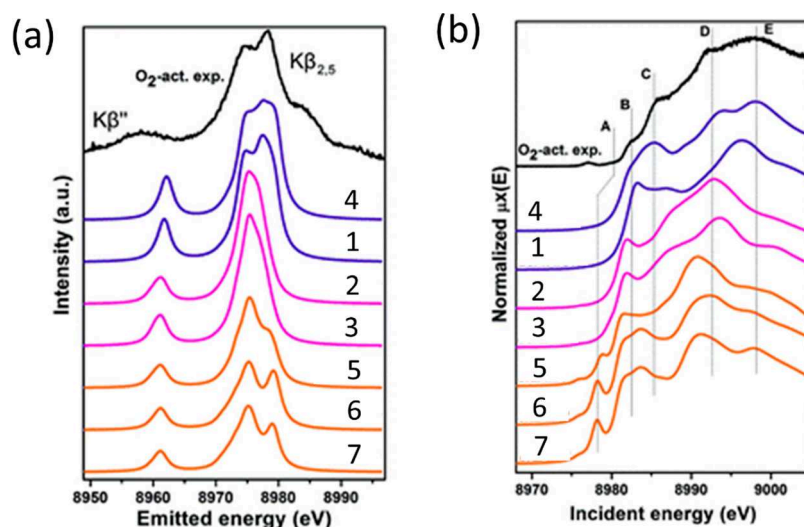 (a)
Kβ"
O₂-act. exp.
Kβ₂,₅
4
1
2
3
5
6
7
Intensity (a.u.)
8950 8960 8970 8980 8990
Emitted energy (eV)
(b)
A
B
C
D
E
O₂-act. exp.
4
1
2
3
5
6
7
Normalized μx(E)
8970 8980 8990 9000
Incident energy (eV)